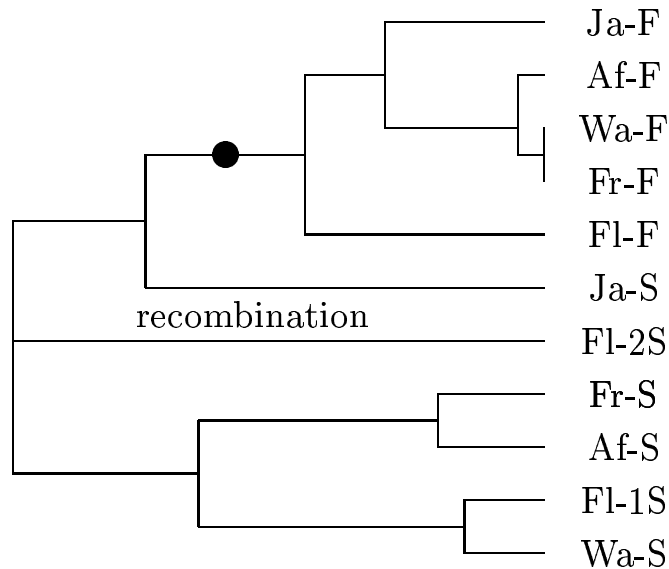 Ja-F
Af-F
Wa-F
Fr-F
Fl-F
Ja-S
recombination
Fl-2S
Fr-S
Af-S
Fl-1S
Wa-S